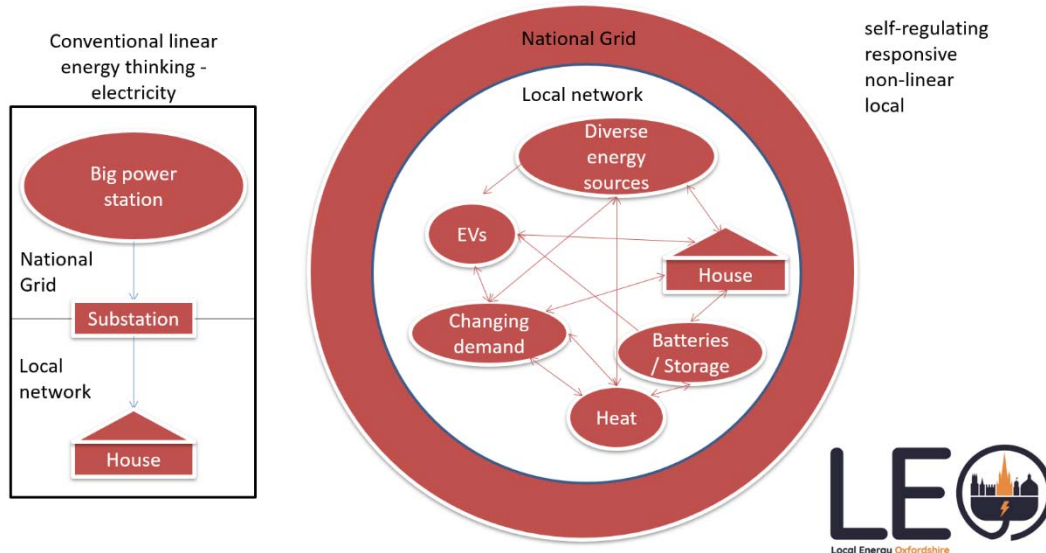 Conventional linear
energy thinking -
electricity
Big power
station
National
Grid
Substation
Local
network
House
National Grid
Local network
Diverse
energy
sources
EVs
House
Changing
demand
Batteries
/ Storage
Heat
self-regulating
responsive
non-linear
local
LEO
Local Energy Oxfordshire